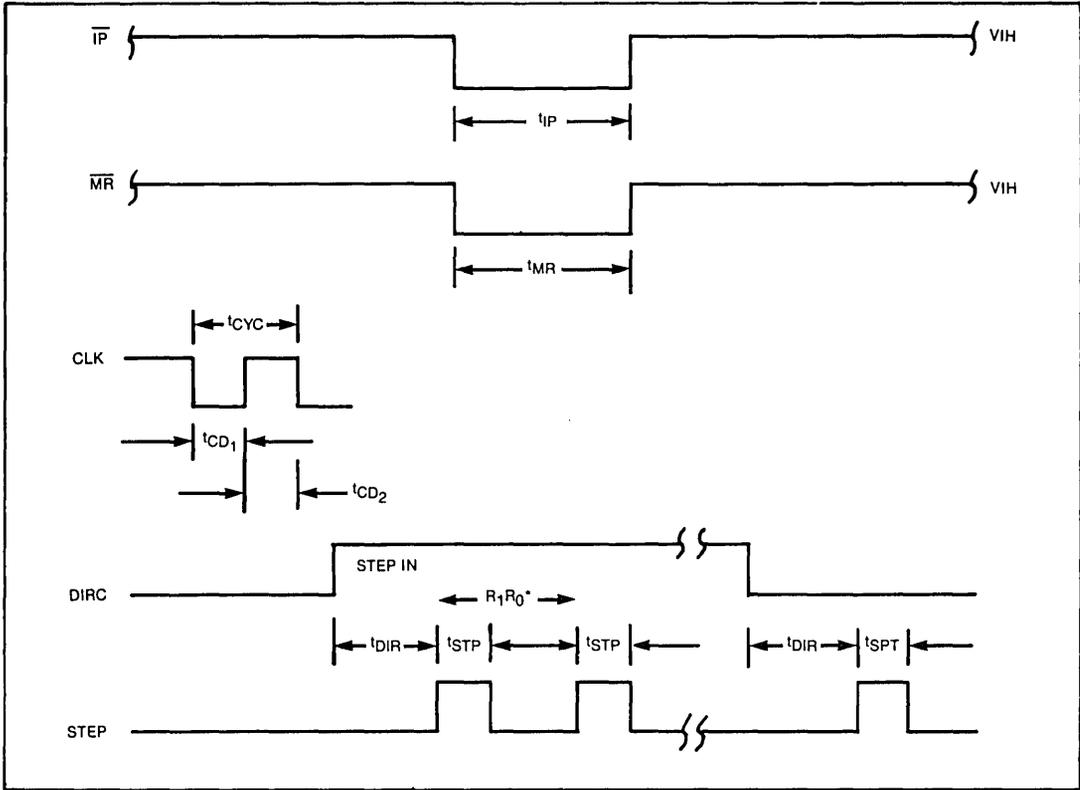 IP VIH
tIP
MR VIH
tMR
tCYC
CLK
tCD1
tCD2
STEP IN
DIRC
R1R0*
tDIR tSTP tSTP tDIR tSPT
STEP